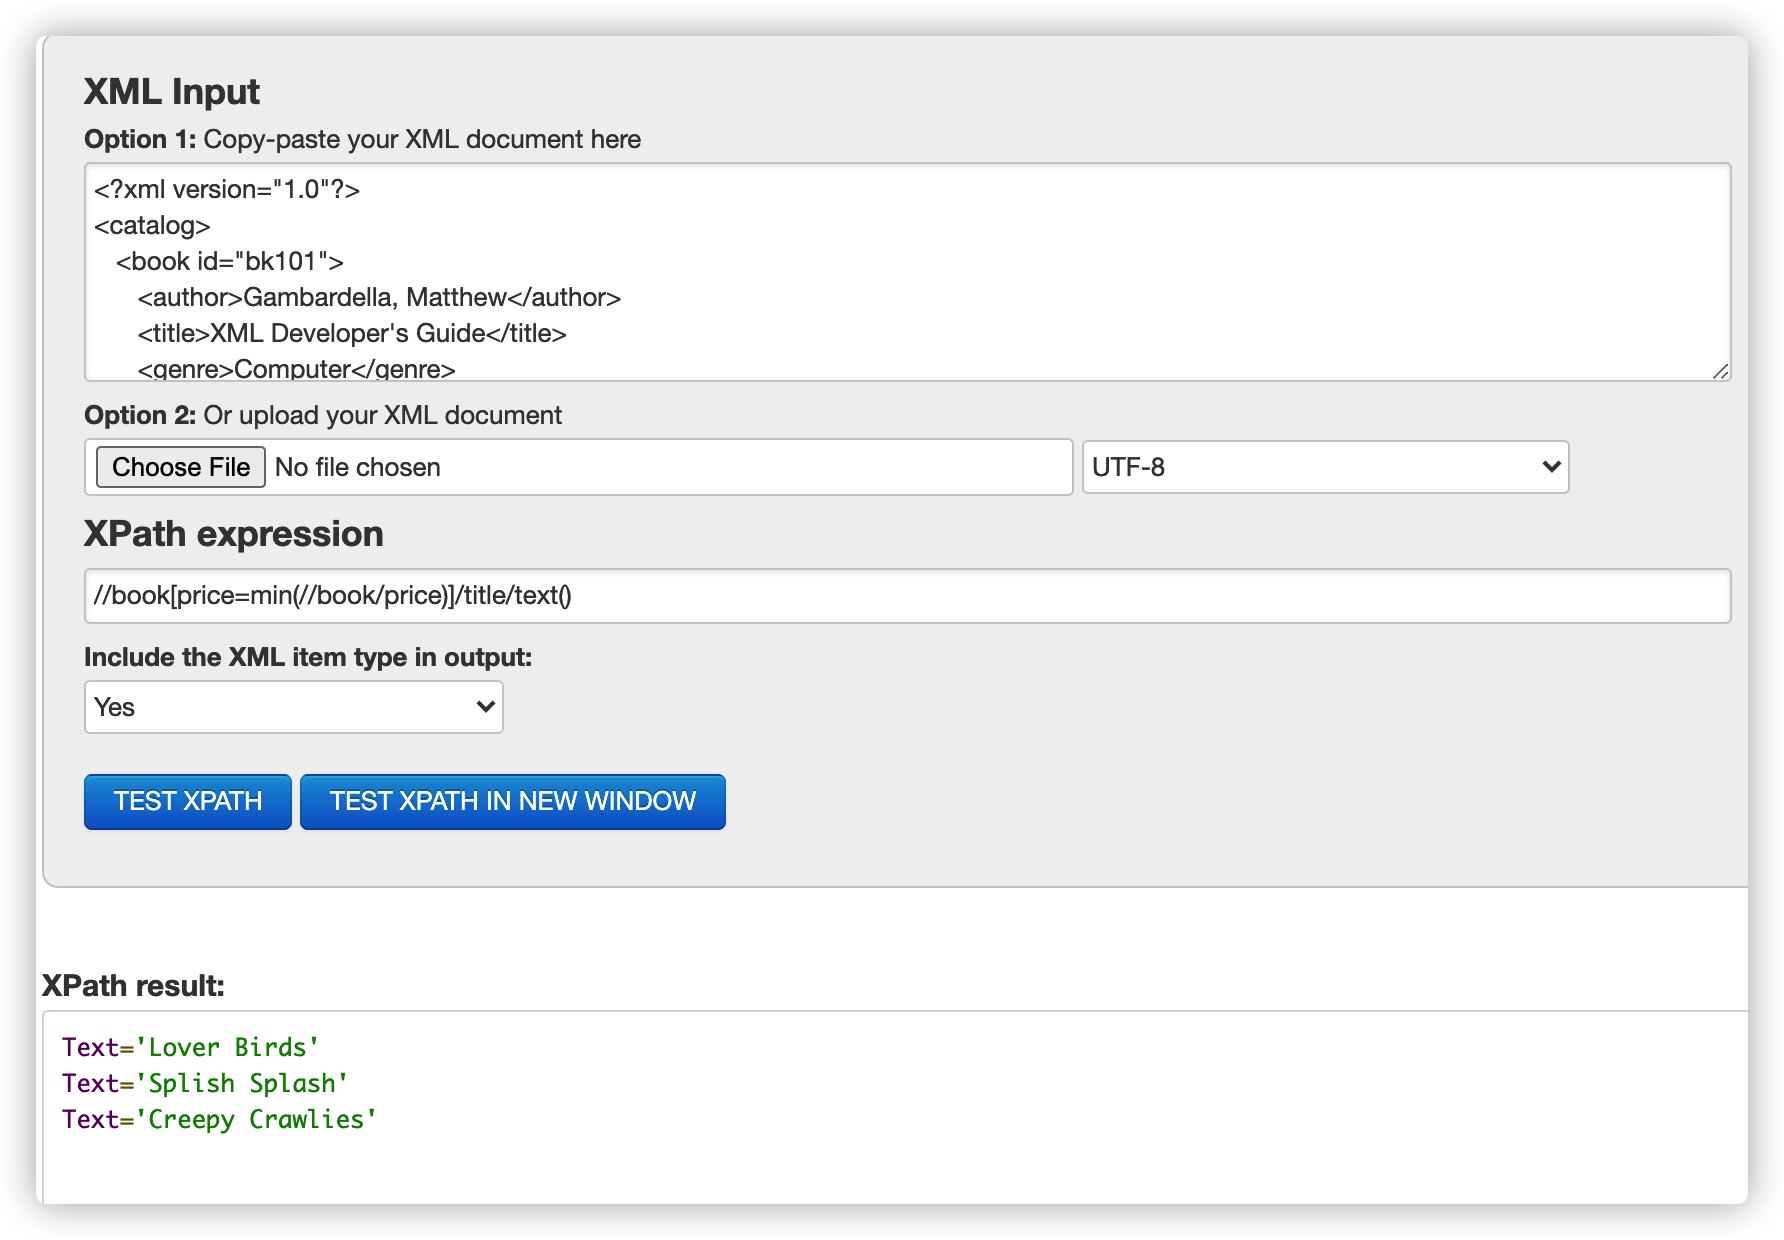 XML Input
Option 1: Copy-paste your XML document here
<?xml version="1.0"?>
<catalog>
   <book id="bk101">
      <author>Gambardella, Matthew</author>
      <title>XML Developer's Guide</title>
      <genre>Computer</genre>
Option 2: Or upload your XML document
Choose File No file chosen UTF-8
XPath expression
//book[price=min(//book/price)]/title/text()
Include the XML item type in output:
Yes
TEST XPATH TEST XPATH IN NEW WINDOW
XPath result:
Text='Lover Birds'
Text='Splish Splash'
Text='Creepy Crawlies'